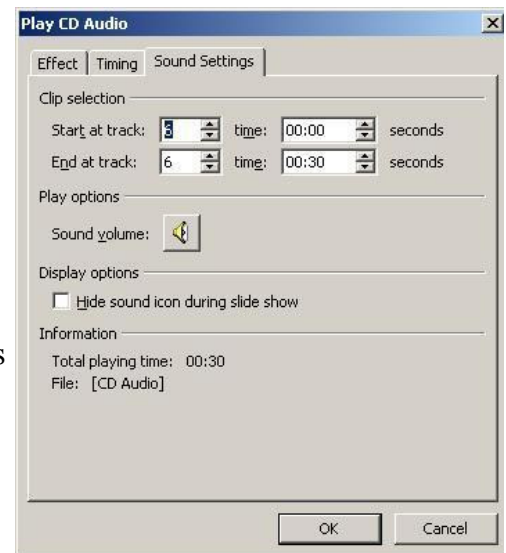 Play CD Audio
Effect Timing Sound Settings
Clip selection
Start at track: 6 time: 00:00 seconds
End at track: 6 time: 00:30 seconds
Play options
Sound volume:
Display options
Hide sound icon during slide show
Information
s
Total playing time: 00:30
File: [CD Audio]
OK Cancel